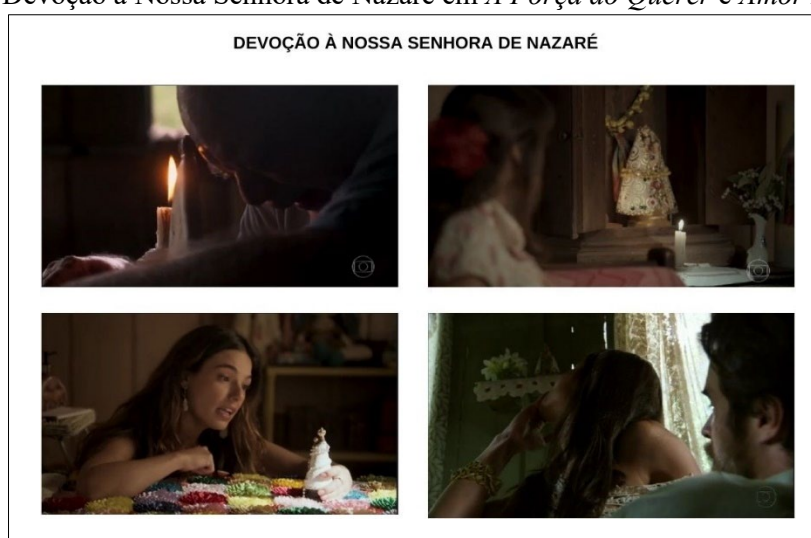 Devoção à Nossa Senhora de Nazaré em A Força do Querer e Amor
DEVOÇÃO À NOSSA SENHORA DE NAZARÉ